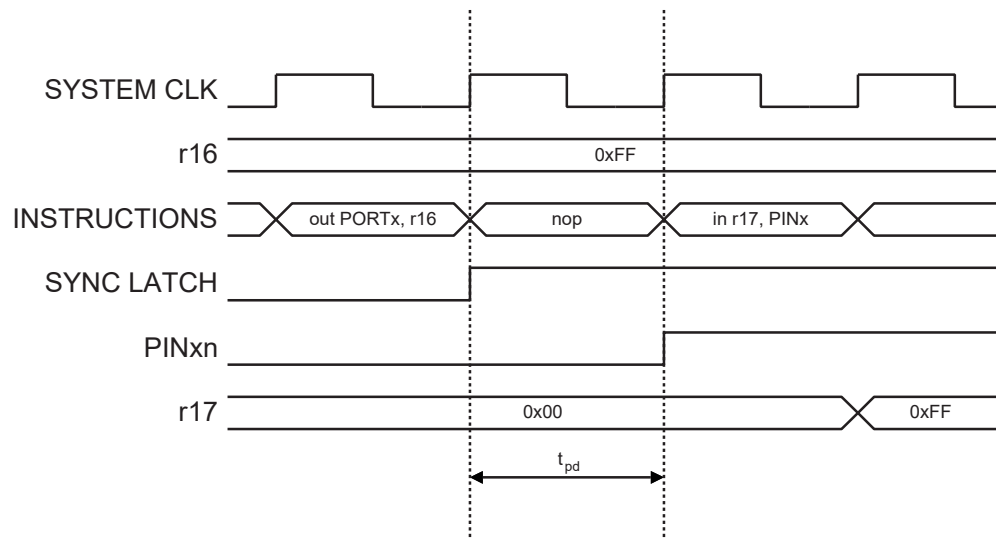 SYSTEM CLK
r16
0xFF
INSTRUCTIONS
out PORTx, r16
nop
in r17, PINx
SYNC LATCH
PINxn
r17
0x00
0xFF
tpd